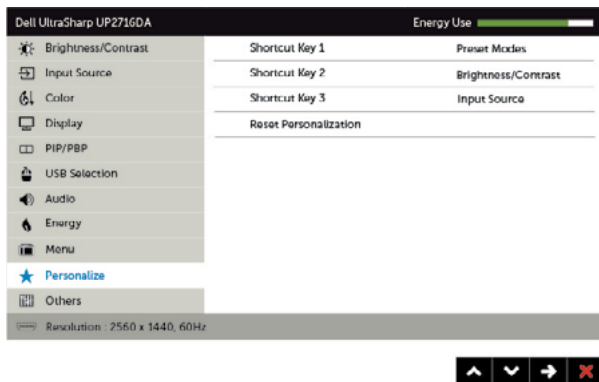 Dell UltraSharp UP2716DA
Energy Use
Brightness/Contrast
Input Source
Color
Display
PIP/PBP
USB Selection
Audio
Energy
Menu
Personalize
Others
Shortcut Key 1 Preset Modes
Shortcut Key 2 Brightness/Contrast
Shortcut Key 3 Input Source
Reset Personalization
Resolution : 2560 x 1440, 60Hz